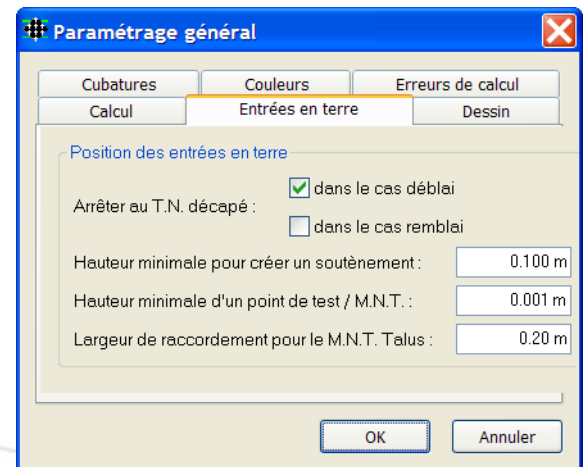 Paramétrage général
Cubatures Couleurs Erreurs de calcul
Calcul Entrées en terre Dessin
Position des entrées en terre
Arrêter au T.N. décapé :
dans le cas déblai
dans le cas remblai
Hauteur minimale pour créer un soutènement : 0.100 m
Hauteur minimale d'un point de test / M.N.T. : 0.001 m
Largeur de raccordement pour le M.N.T. Talus : 0.20 m
OK Annuler